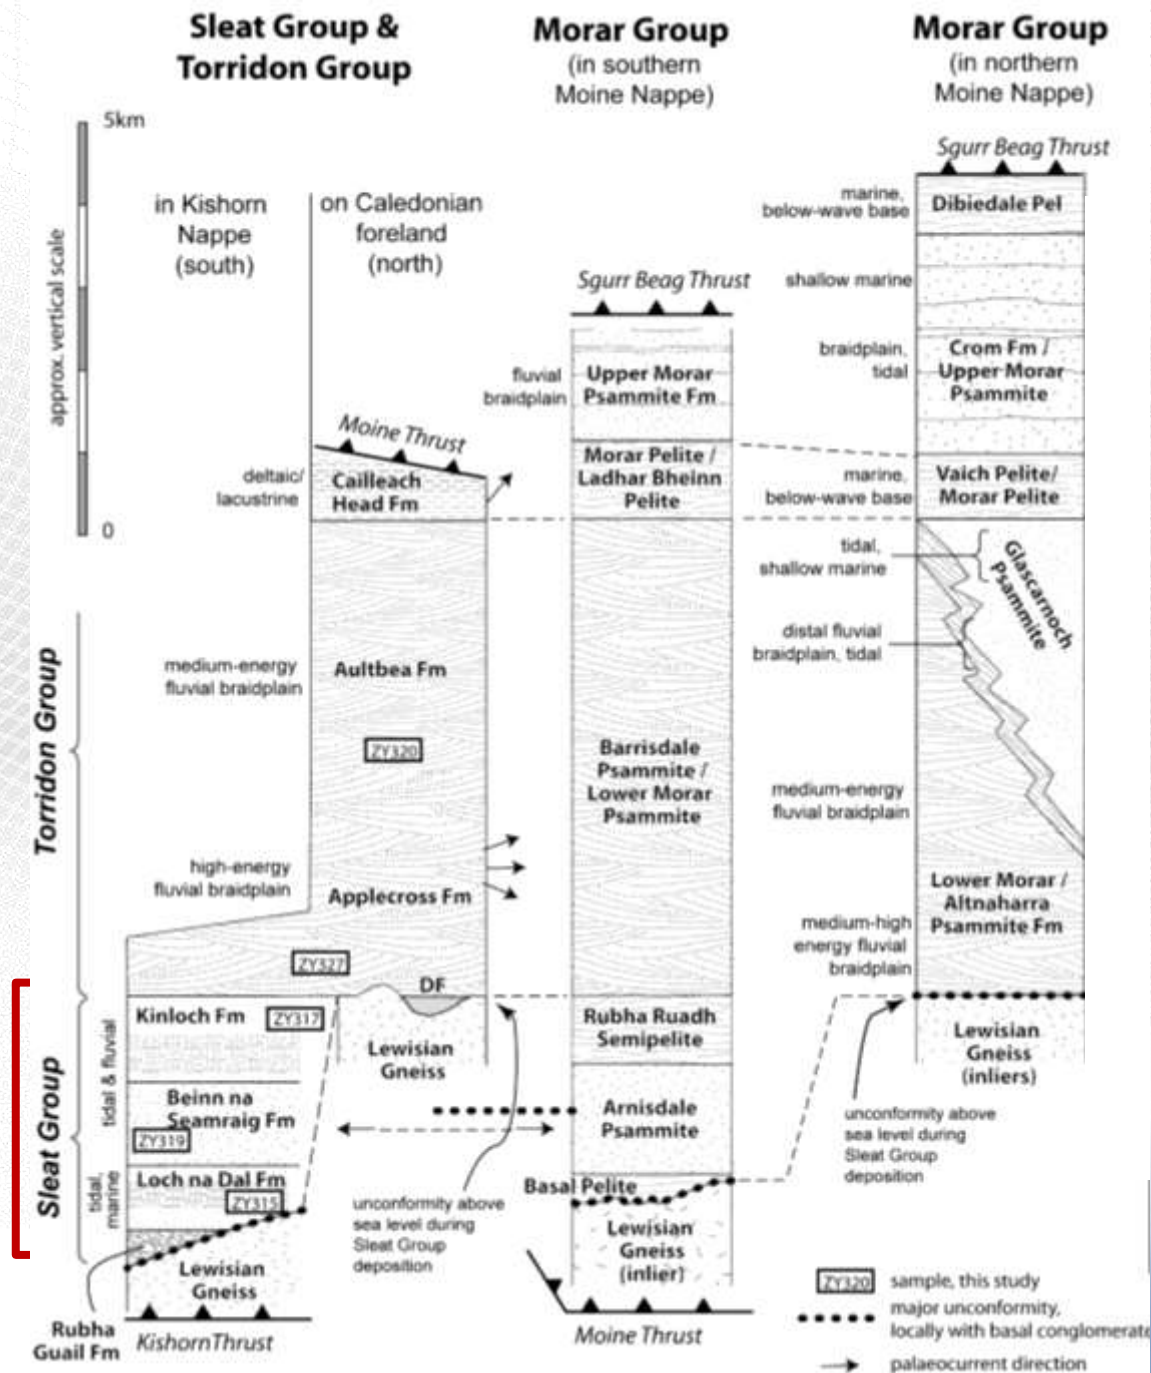 Sleat Group &
Torridon Group
Morar Group
(in southern
Moine Nappe)
Morar Group
(in northern
Moine Nappe)
5km
0
approx. vertical scale
in Kishorn
Nappe
(south)
on Caledonian
foreland
(north)
Moine Thrust
deltaic/
lacustrine
Cailleach
Head Fm
medium-energy
fluvial braidplain
Aultbea Fm
ZY320
high-energy
fluvial braidplain
Applecross Fm
ZY327
DF
Torridon Group
Sleat Group
tidal & fluvial
tidal,
marine
Kinloch Fm
ZY317
Beinn na
Seamraig Fm
ZY319
Loch na Dal Fm
ZY315
Lewisian
Gneiss
Lewisian
Gneiss
Rubha
Guail Fm
Kishorn Thrust
unconformity above
sea level during
Sleat Group
deposition
Sgurr Beag Thrust
fluvial
braidplain
Upper Morar
Psammite Fm
Morar Pelite /
Ladhar Bheinn
Pelite
Barrisdale
Psammite /
Lower Morar
Psammite
Rubha Ruadh
Semipelite
Arnisdale
Psammite
Basal Pelite
Lewisian
Gneiss
(inlier)
Moine Thrust
Sgurr Beag Thrust
marine,
below-wave base
Dibiedale Pel
shallow marine
braidplain,
tidal
Crom Fm /
Upper Morar
Psammite
marine,
below-wave base
Vaich Pelite/
Morar Pelite
tidal,
shallow marine
Glascarnoch
Psammite
distal fluvial
braidplain, tidal
medium-energy
fluvial braidplain
Lower Morar /
Altnaharra
Psammite Fm
medium-high
energy fluvial
braidplain
Lewisian
Gneiss
(inliers)
unconformity above
sea level during
Sleat Group
deposition
ZY320
sample, this study
major unconformity,
locally with basal conglomerate
palaeocurrent direction